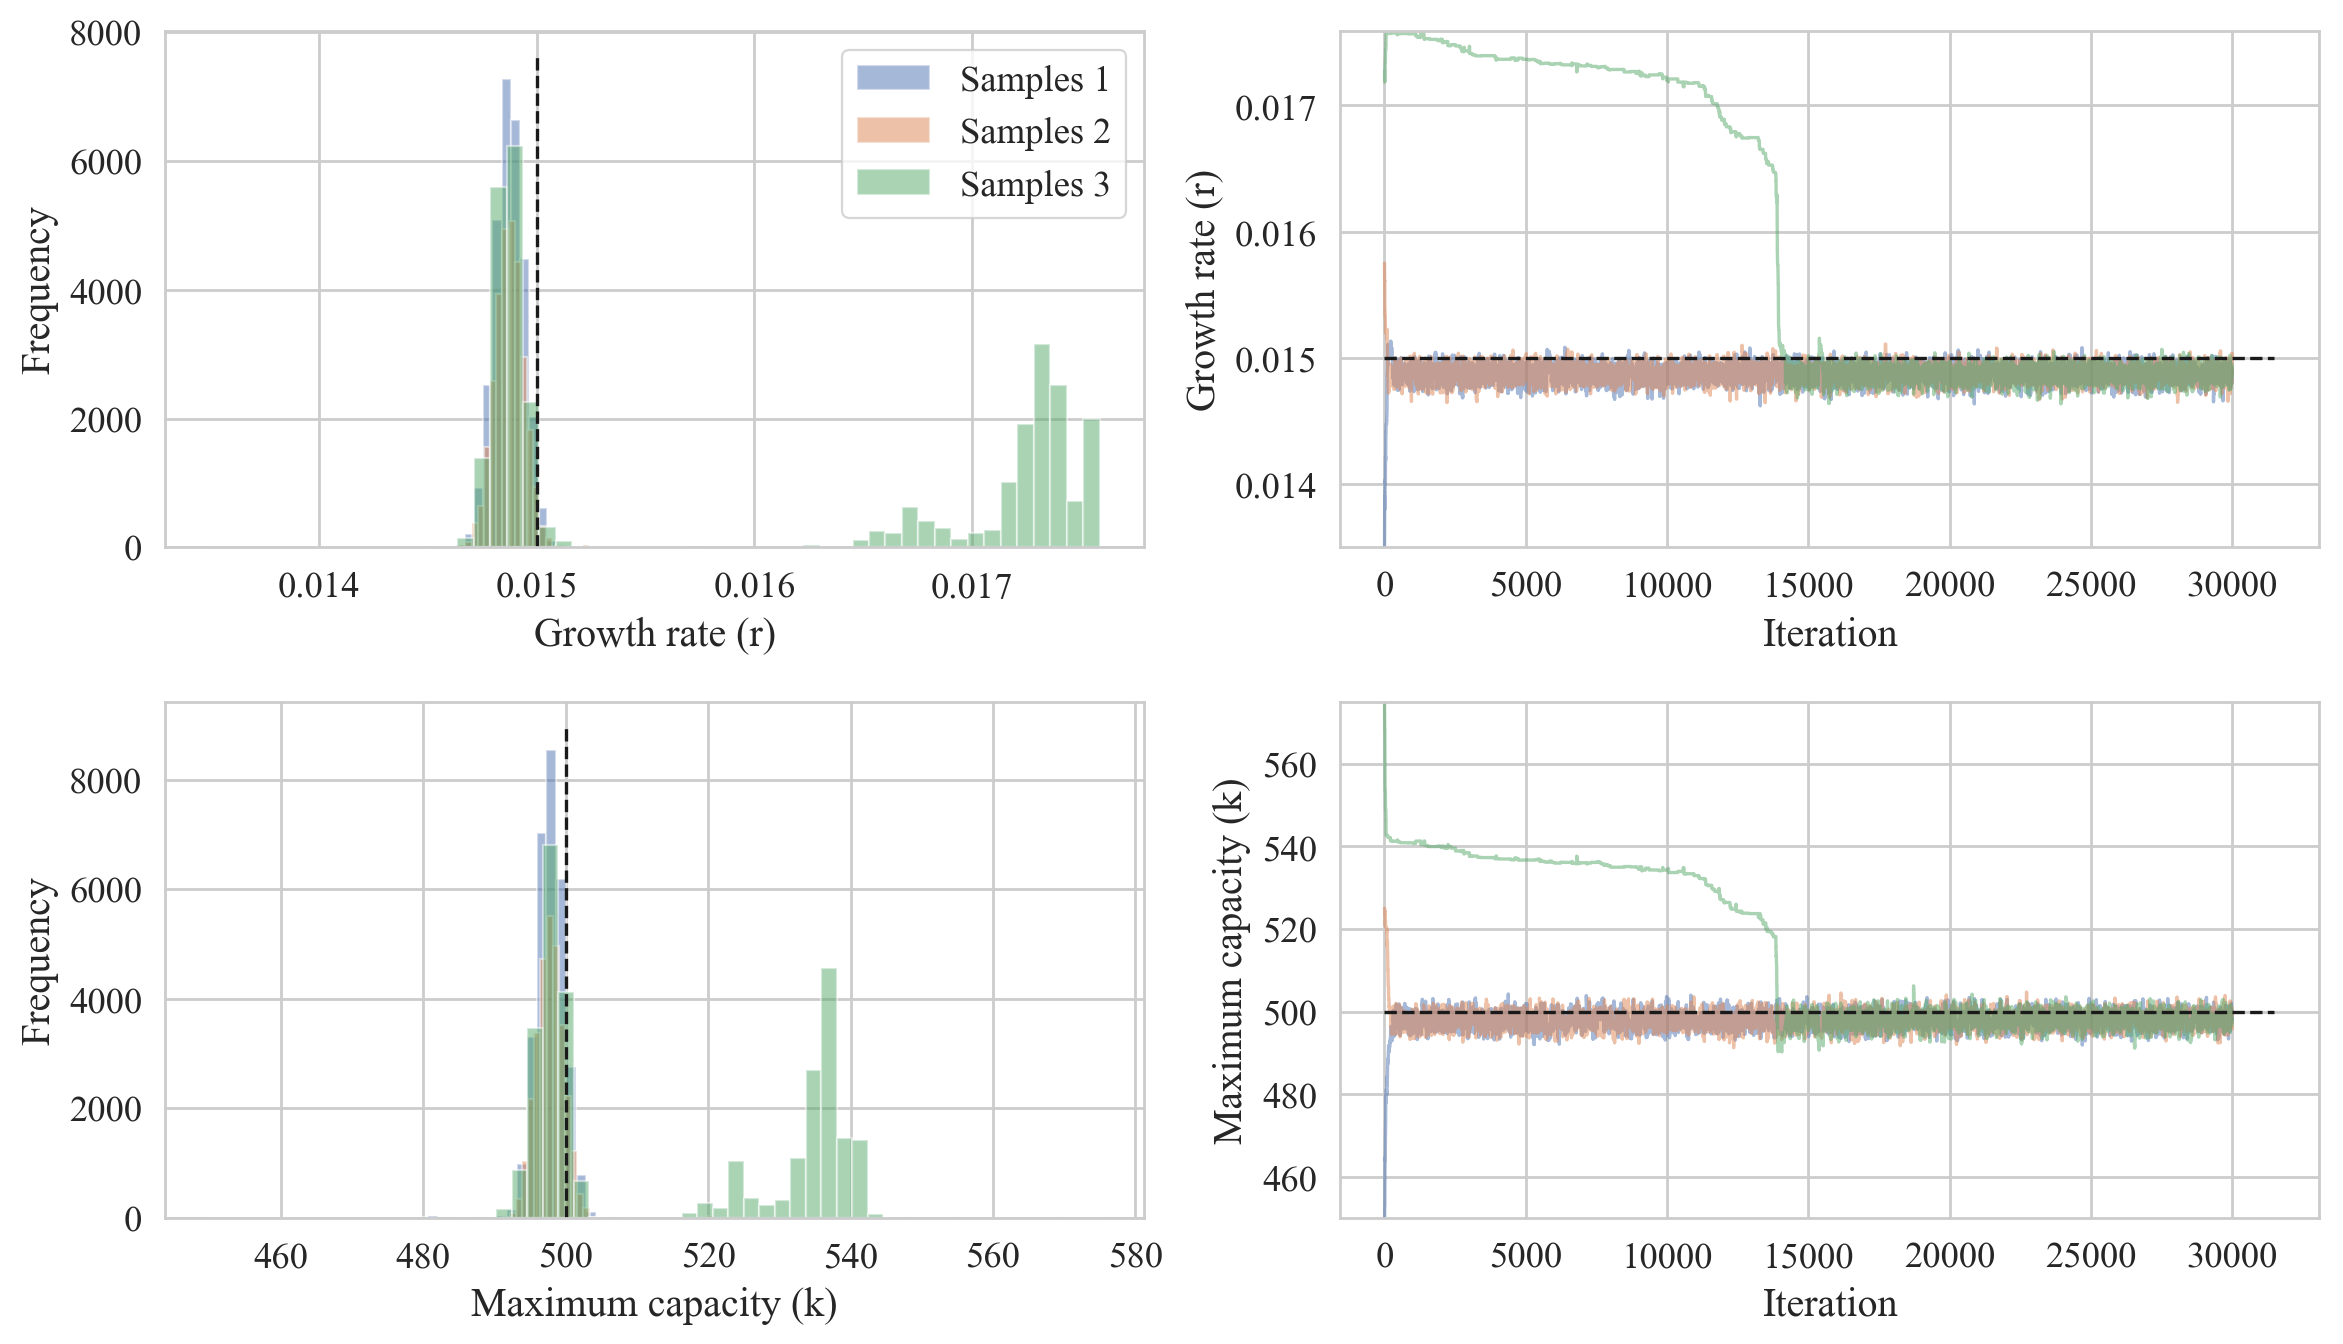 8000
6000
4000
2000
0
Frequency
0.014 0.015 0.016 0.017
Growth rate (r)
Samples 1
Samples 2
Samples 3
0.017
0.016
0.015
0.014
Growth rate (r)
0 5000 10000 15000 20000 25000 30000
Iteration
8000
6000
4000
2000
0
Frequency
460 480 500 520 540 560 580
Maximum capacity (k)
560
540
520
500
480
460
Maximum capacity (k)
0 5000 10000 15000 20000 25000 30000
Iteration